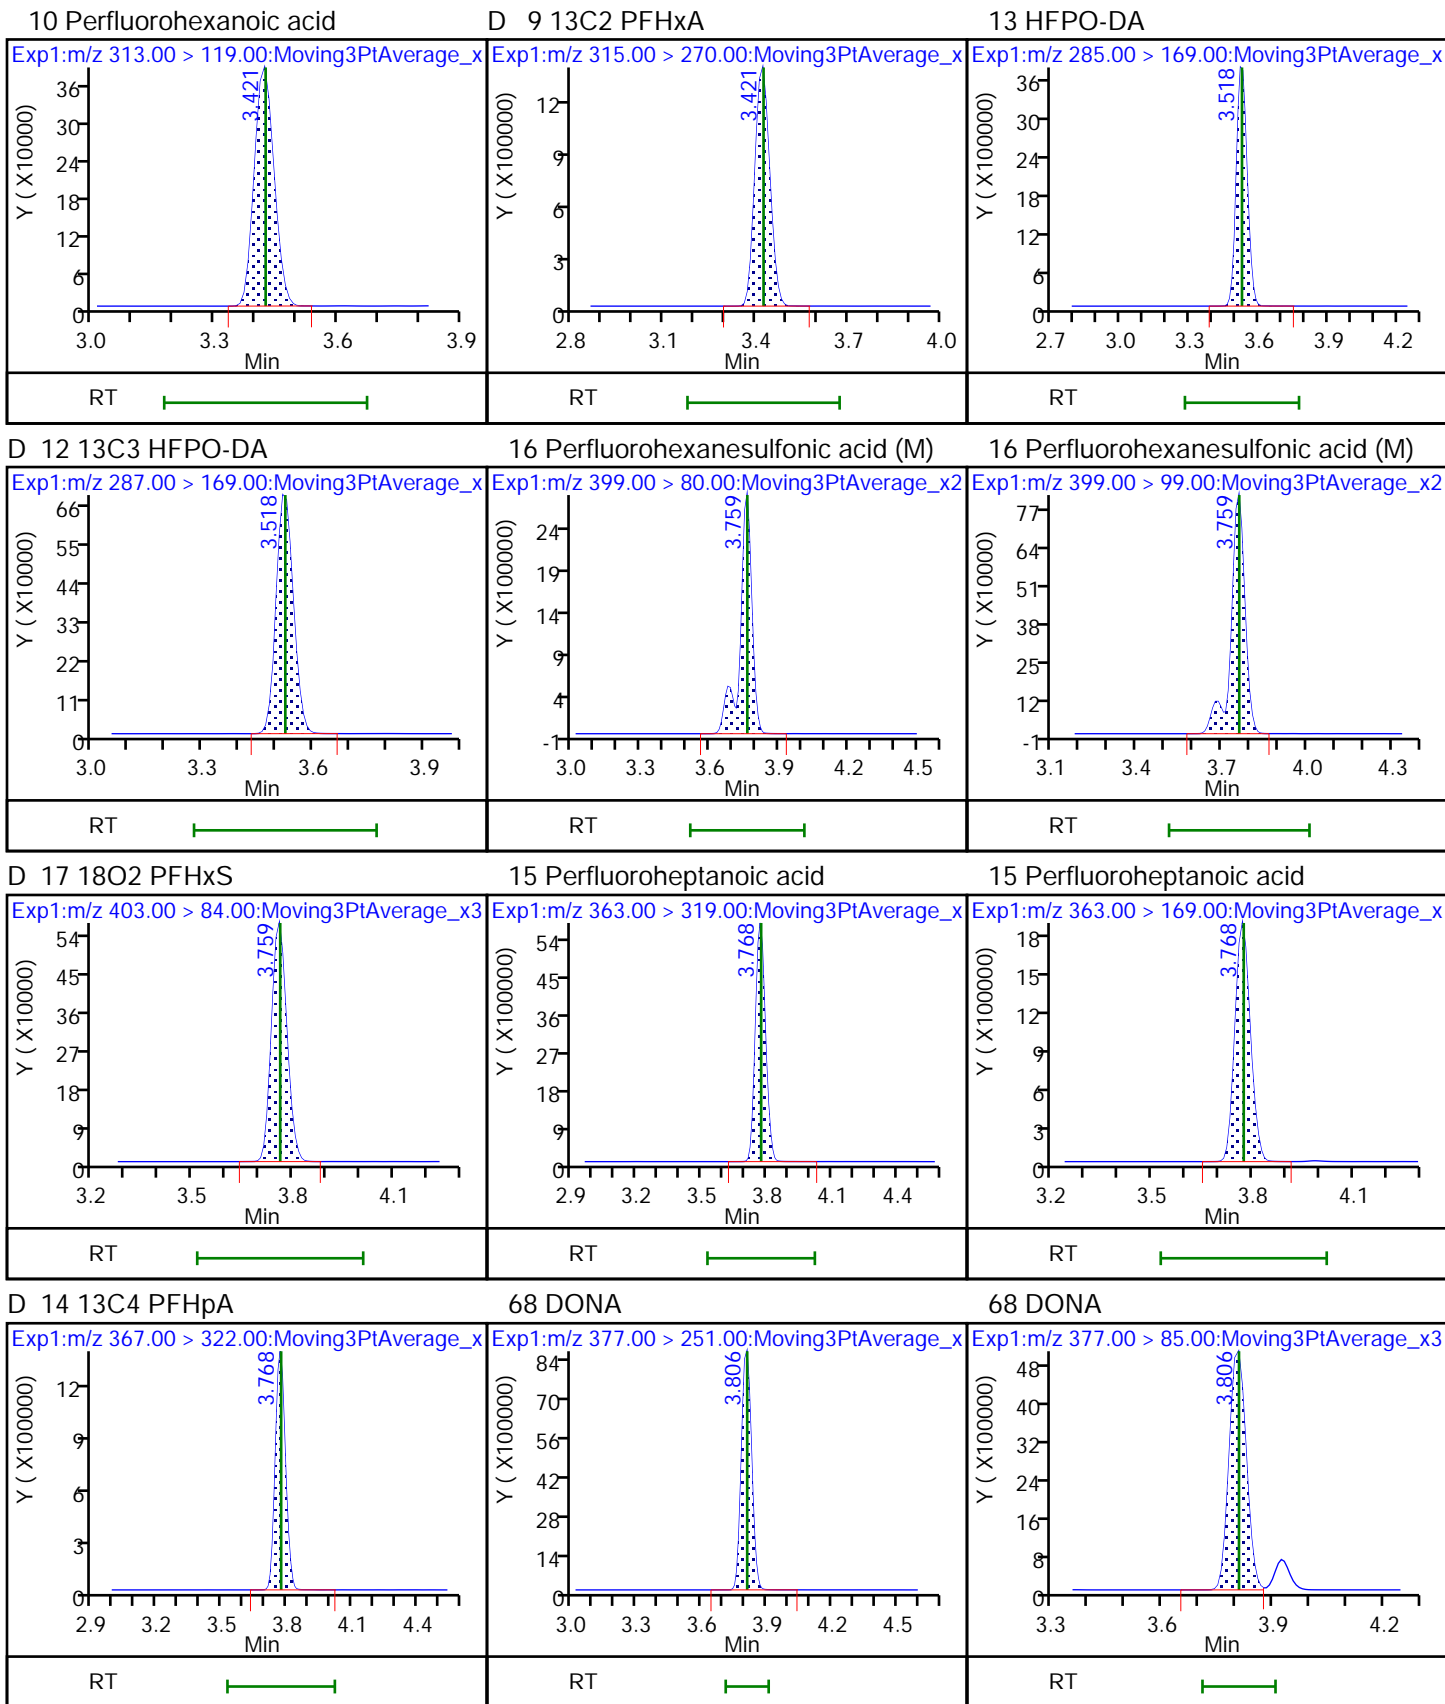 10 Perfluorohexanoic acid
Exp1:m/z 313.00 > 119.00:Moving3PtAverage_x
Y ( X100000)
36
30
24
18
12
6
0
3.421
3.0 3.3 3.6 3.9
Min
RT
D 9 13C2 PFHxA
Exp1:m/z 315.00 > 270.00:Moving3PtAverage_x
Y ( X100000)
12
9
6
3
0
3.421
2.8 3.1 3.4 3.7 4.0
Min
RT
13 HFPO-DA
Exp1:m/z 285.00 > 169.00:Moving3PtAverage_x
Y ( X10000)
36
30
24
18
12
6
0
3.518
2.7 3.0 3.3 3.6 3.9 4.2
Min
RT
D 12 13C3 HFPO-DA
Exp1:m/z 287.00 > 169.00:Moving3PtAverage_x
Y ( X10000)
66
55
44
33
22
11
0
3.518
3.0 3.3 3.6 3.9
Min
RT
16 Perfluorohexanesulfonic acid (M)
Exp1:m/z 399.00 > 80.00:Moving3PtAverage_x2
Y ( X100000)
24
19
14
9
4
-1
3.759
3.0 3.3 3.6 3.9 4.2 4.5
Min
RT
16 Perfluorohexanesulfonic acid (M)
Exp1:m/z 399.00 > 99.00:Moving3PtAverage_x2
Y ( X10000)
77
64
51
38
25
12
-1
3.759
3.1 3.4 3.7 4.0 4.3
Min
RT
D 17 18O2 PFHxS
Exp1:m/z 403.00 > 84.00:Moving3PtAverage_x3
Y ( X10000)
54
45
36
27
18
9
0
3.759
3.2 3.5 3.8 4.1
Min
RT
15 Perfluoroheptanoic acid
Exp1:m/z 363.00 > 319.00:Moving3PtAverage_x
Y ( X100000)
54
45
36
27
18
9
0
3.768
2.9 3.2 3.5 3.8 4.1 4.4
Min
RT
15 Perfluoroheptanoic acid
Exp1:m/z 363.00 > 169.00:Moving3PtAverage_x
Y ( X100000)
18
15
12
9
6
3
0
3.768
3.2 3.5 3.8 4.1
Min
RT
D 14 13C4 PFHpA
Exp1:m/z 367.00 > 322.00:Moving3PtAverage_x
Y ( X100000)
12
9
6
3
0
3.768
2.9 3.2 3.5 3.8 4.1 4.4
Min
RT
68 DONA
Exp1:m/z 377.00 > 251.00:Moving3PtAverage_x
Y ( X100000)
84
70
56
42
28
14
0
3.806
3.0 3.3 3.6 3.9 4.2 4.5
Min
RT
68 DONA
Exp1:m/z 377.00 > 85.00:Moving3PtAverage_x3
Y ( X100000)
48
40
32
24
16
8
0
3.806
3.3 3.6 3.9 4.2
Min
RT